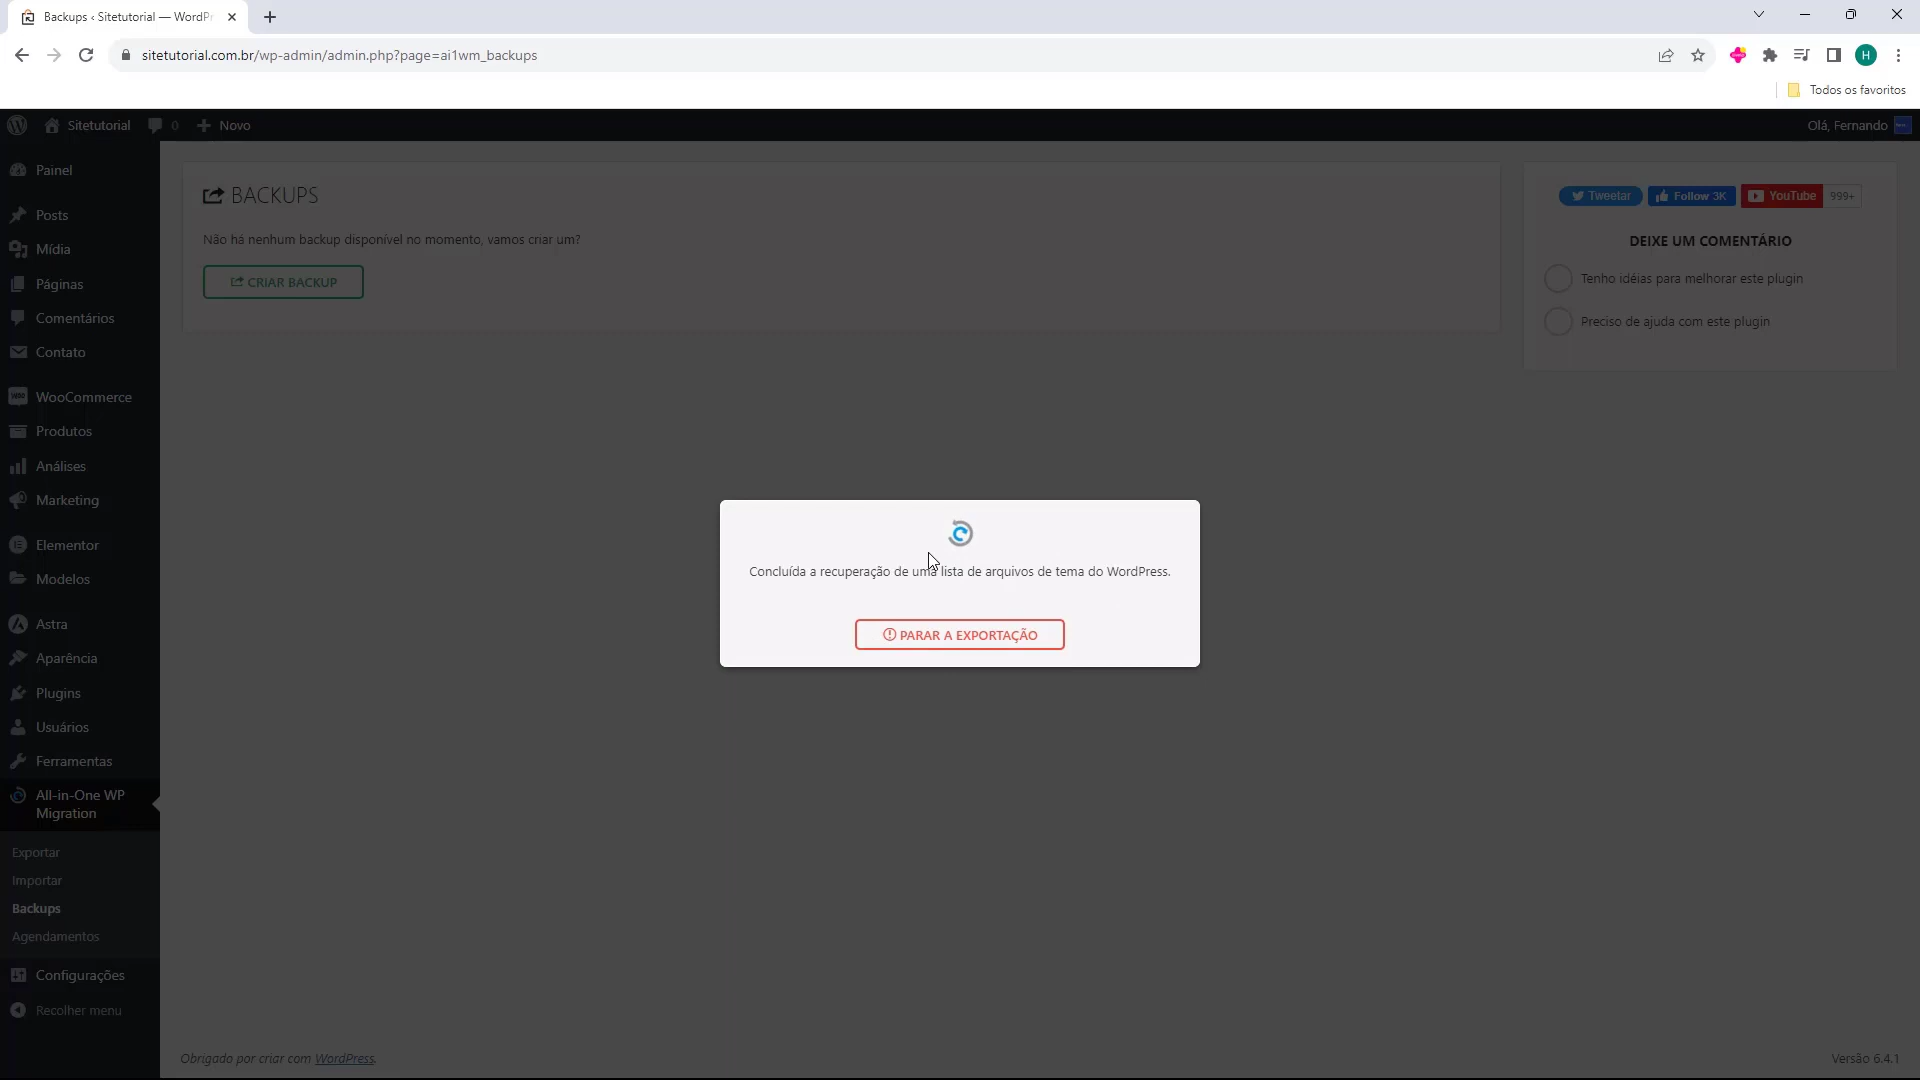 Backups ‹ Sitetutorial — WordPr
sitetutorial.com.br/wp-admin/admin.php?page=ai1wm_backups
H
Todos os favoritos
Sitetutorial
0
Novo
Olá, Fernando
Painel
Posts
Mídia
Páginas
Comentários
Contato
WooCommerce
Produtos
Análises
Marketing
Elementor
Modelos
Astra
Aparência
Plugins
Usuários
Ferramentas
All-in-One WP
Migration
Exportar
Importar
Backups
Agendamentos
Configurações
Recolher menu
BACKUPS
Não há nenhum backup disponível no momento, vamos criar um?
CRIAR BACKUP
Tweetar
Follow 3K
YouTube
999+
DEIXE UM COMENTÁRIO
Tenho idéias para melhorar este plugin
Preciso de ajuda com este plugin
Concluída a recuperação de uma lista de arquivos de tema do WordPress.
PARAR A EXPORTAÇÃO
Obrigado por criar com WordPress.
Versão 6.4.1